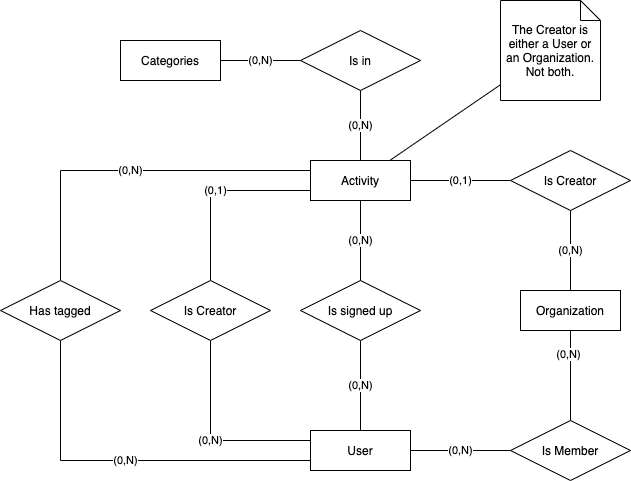 The Creator is
either a User or
an Organization.
Not both.
Categories
(0,N)
Is in
(0,N)
(0,N)
Activity
(0,1)
Is Creator
(0,1)
(0,N)
(0,N)
Has tagged
Is Creator
Is signed up
Organization
(0,N)
(0,N)
(0,N)
User
(0,N)
Is Member
(0,N)